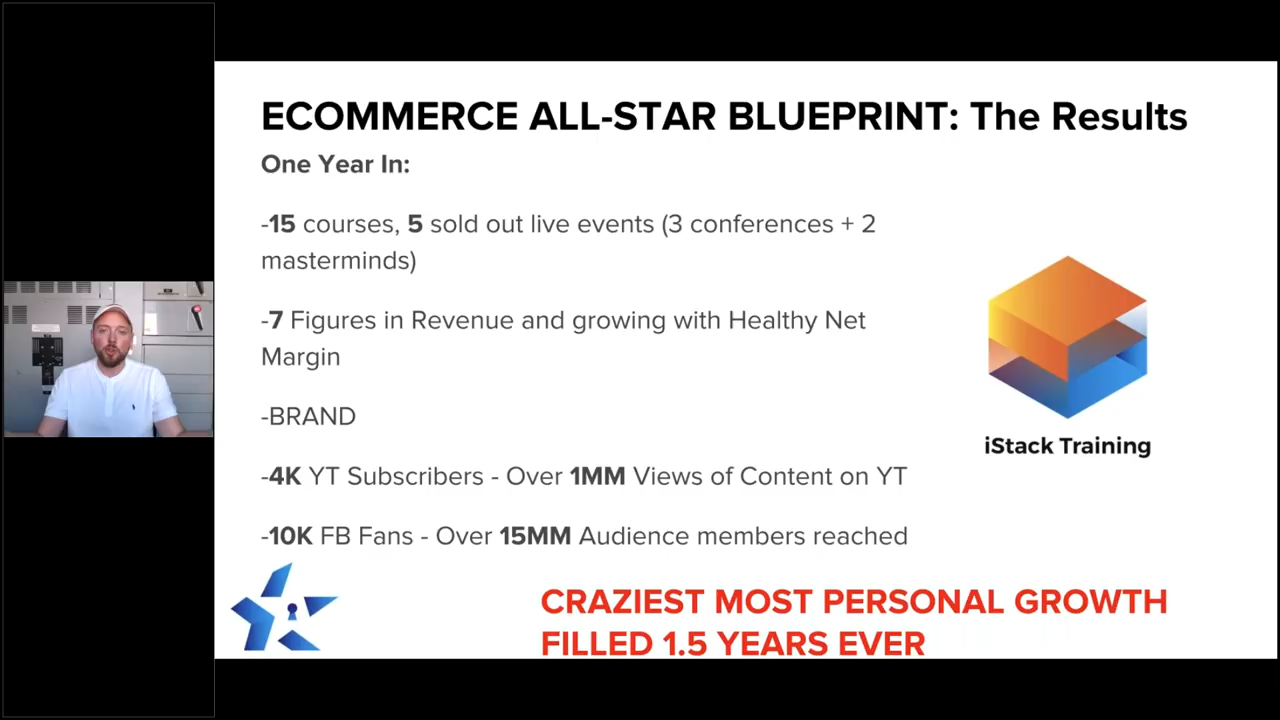 ECOMMERCE ALL-STAR BLUEPRINT: The Results
One Year In:
-15 courses, 5 sold out live events (3 conferences + 2
masterminds)
-7 Figures in Revenue and growing with Healthy Net
Margin
-BRAND
-4K YT Subscribers - Over 1MM Views of Content on YT
-10K FB Fans - Over 15MM Audience members reached
iStack Training
CRAZIEST MOST PERSONAL GROWTH
FILLED 1.5 YEARS EVER